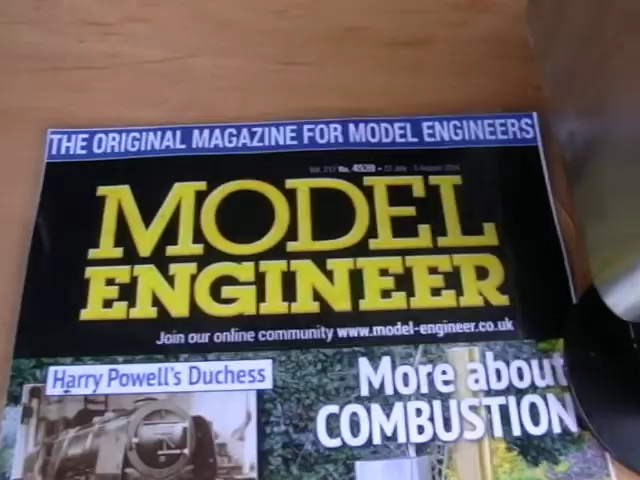 THE ORIGINAL MAGAZINE FOR MODEL ENGINEERS
MODEL
ENGINEER
Join our online community www.model-engineer.co.uk
Harry Powell's Duchess
More about
COMBUSTION